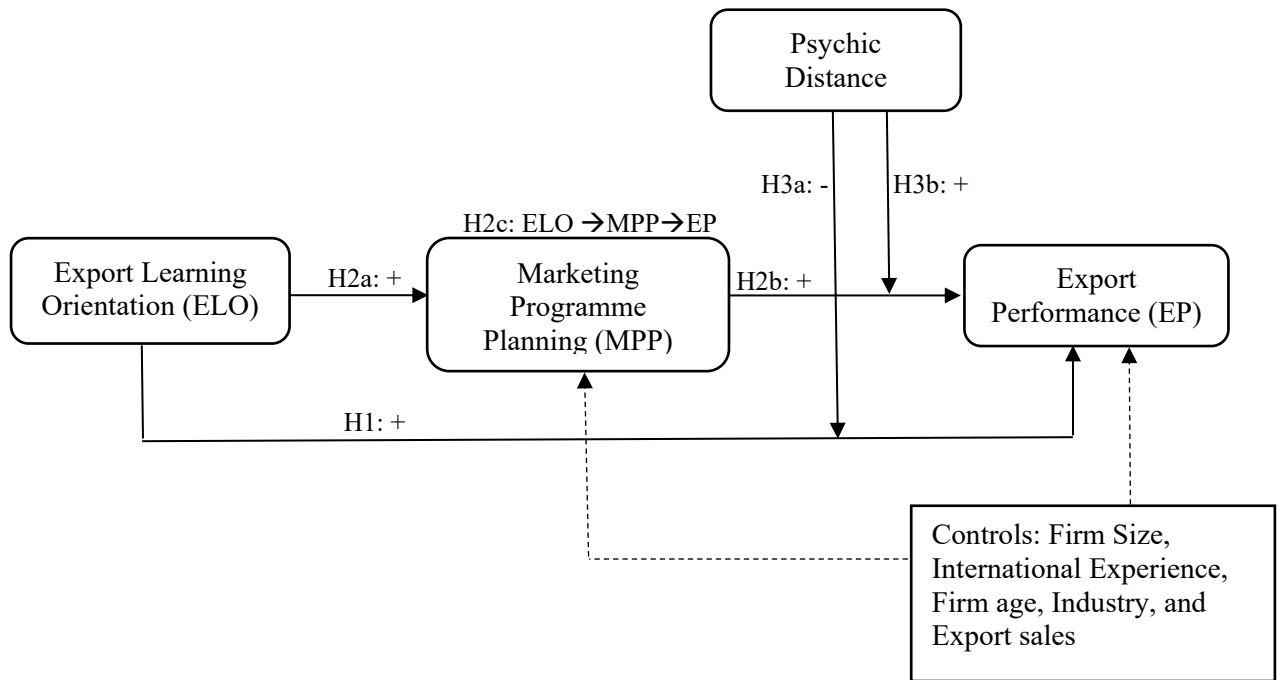 Psychic
Distance
H3a: -
H3b: +
H2c: ELO →MPP→EP
Export Learning
Orientation (ELO)
H2a: +
Marketing
Programme
Planning (MPP)
H2b: +
Export
Performance (EP)
H1: +
Controls: Firm Size,
International Experience,
Firm age, Industry, and
Export sales